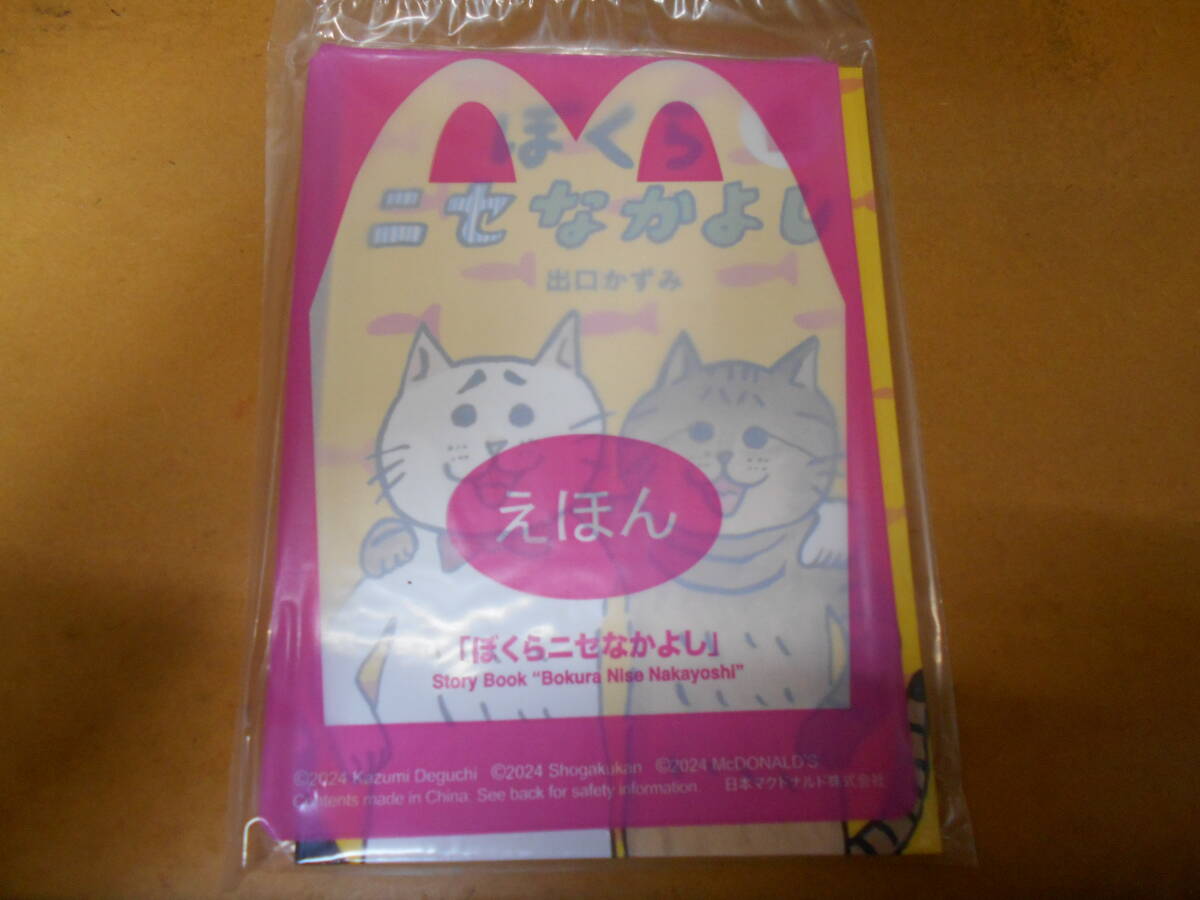 ぼくら
ニセなかよし
出口かずみ
えほん
「ぼくらニセなかよし」
Story Book “Bokura Nise Nakayoshi”
©2024 Kazumi Deguchi ©2024 Shogakukan ©2024 McDONALD'S
Contents made in China. See back for safety information. 日本マクドナルド株式会社